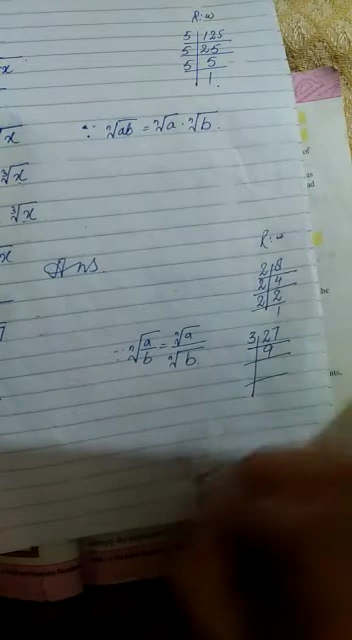 R:w
5 | 125
5 | 25
5 | 5
1
x
∵ ⁿ√ab = ⁿ√a · ⁿ√b.
x
∛x
∛x
x
Ans.
R:w
2 | 8
2 | 4
2 | 2
1
∵ ⁿ√a/b = ⁿ√a / ⁿ√b.
3 | 27
9
of